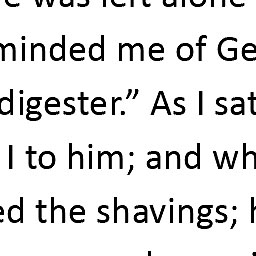 was left alone
minded me of Ge
digester.” As I sat
I to him; and wh
ed the shavings; h